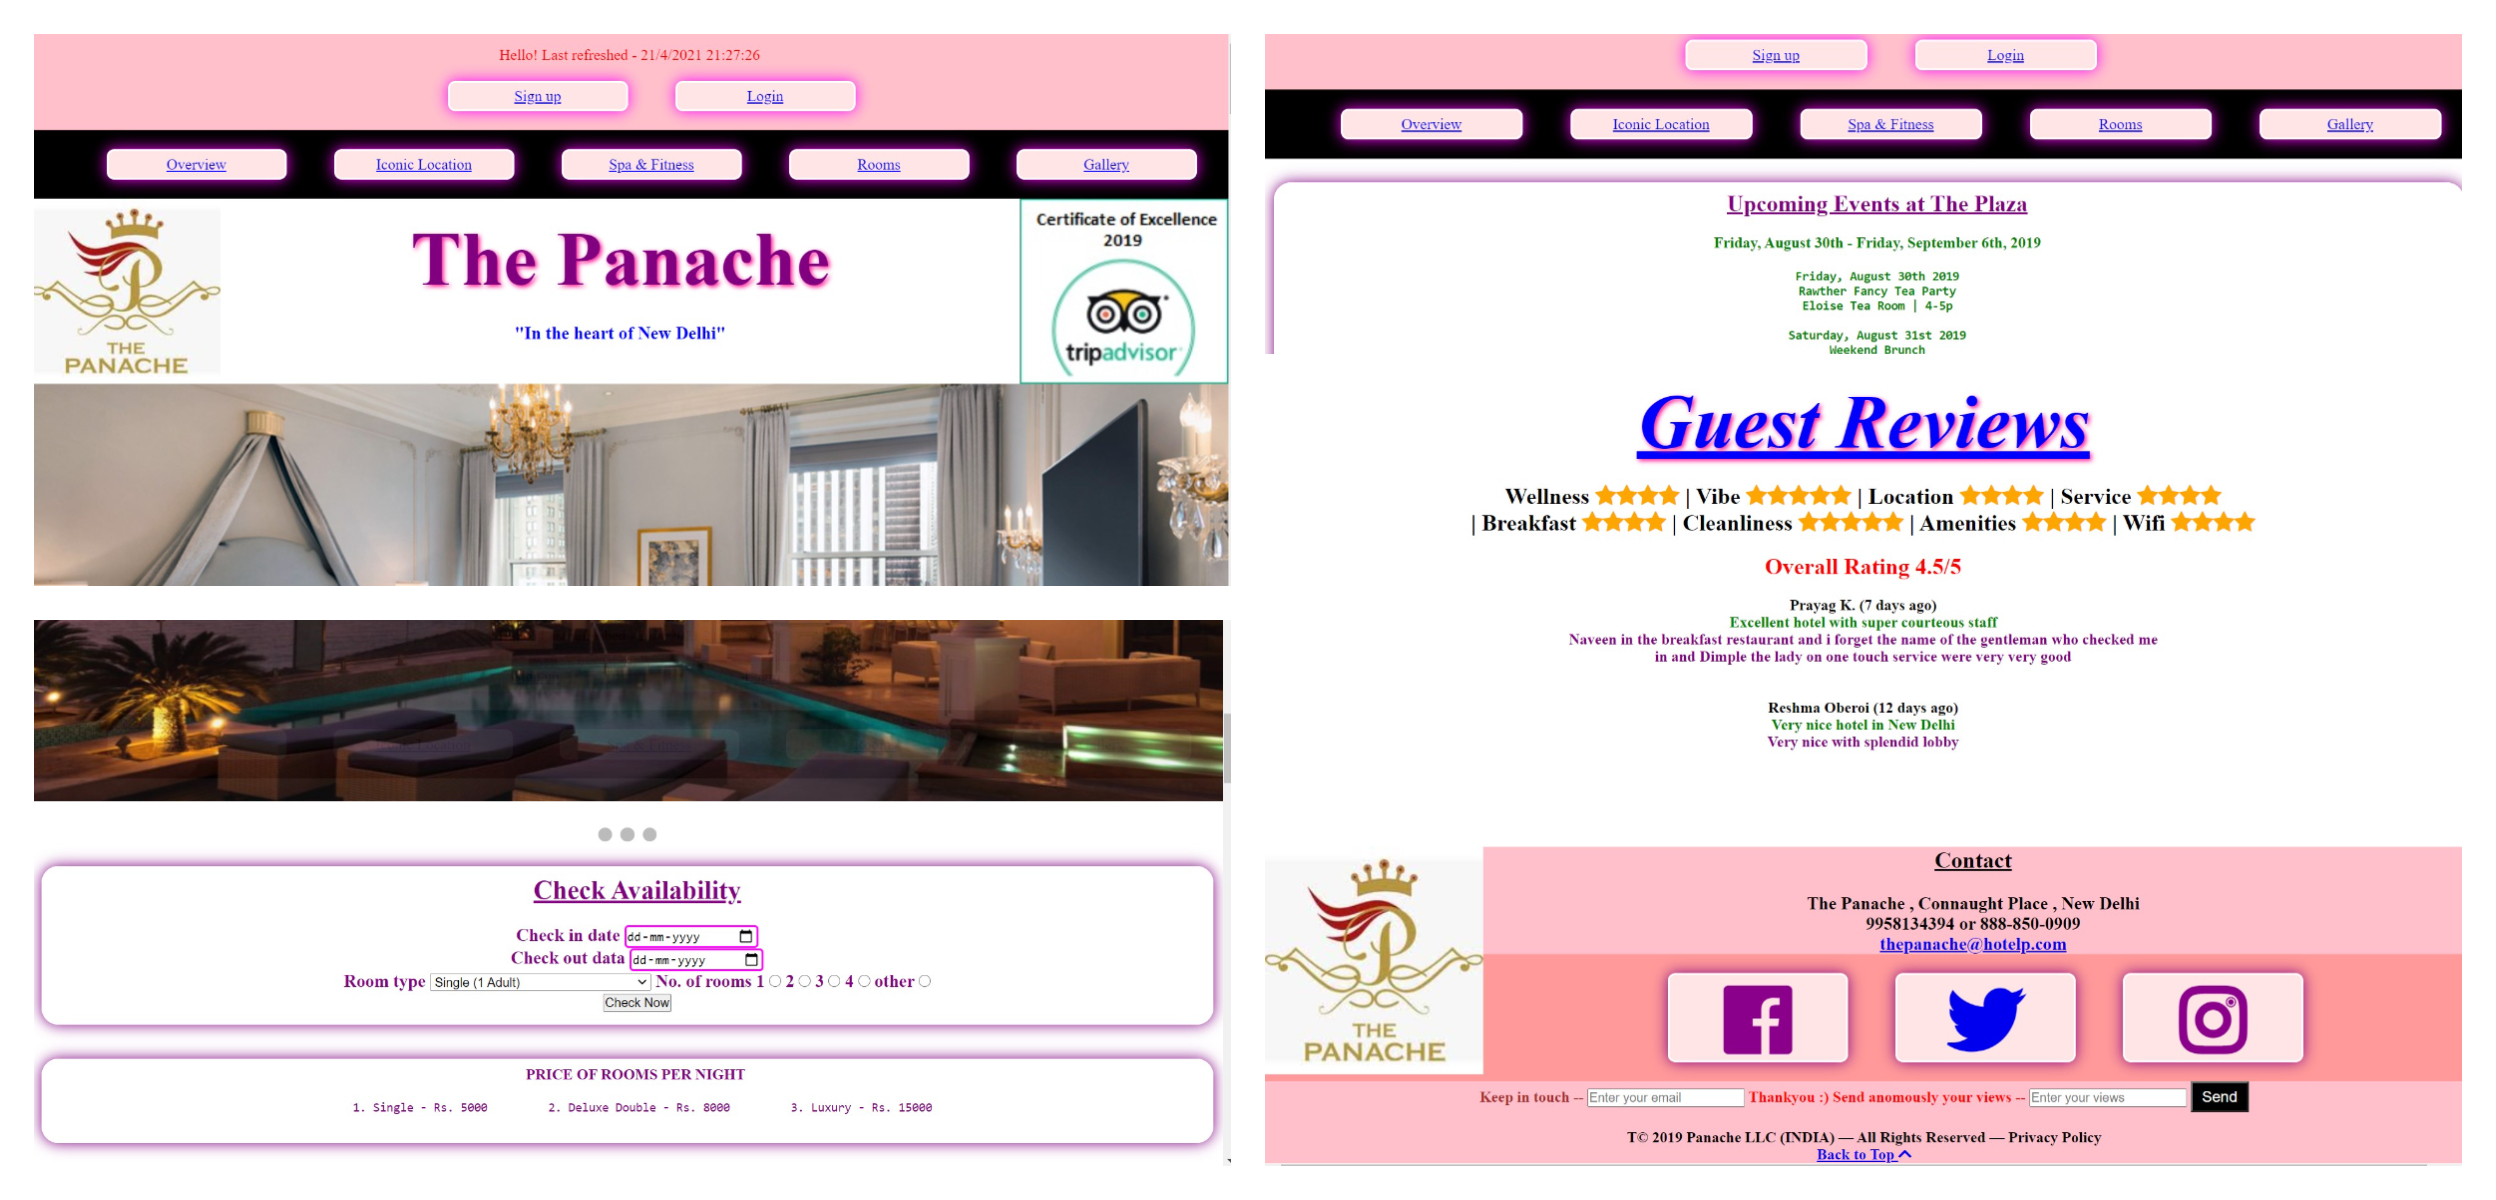 Hello! Last refreshed - 21/4/2021 21:27:26
Sign up Login
Overview Iconic Location Spa & Fitness Rooms Gallery
THE
PANACHE
The Panache
"In the heart of New Delhi"
Certificate of Excellence
2019
tripadvisor
Check Availability
Check in date dd-mm-yyyy
Check out data dd-mm-yyyy
Room type Single (1 Adult) No. of rooms 1 2 3 4 other
Check Now
PRICE OF ROOMS PER NIGHT
1. Single - Rs. 5000 2. Deluxe Double - Rs. 8000 3. Luxury - Rs. 15000
Sign up Login
Overview Iconic Location Spa & Fitness Rooms Gallery
Upcoming Events at The Plaza
Friday, August 30th - Friday, September 6th, 2019
Friday, August 30th 2019
Rawther Fancy Tea Party
Eloise Tea Room | 4-5p
Saturday, August 31st 2019
Weekend Brunch
Guest Reviews
Wellness | Vibe | Location | Service
| Breakfast | Cleanliness | Amenities | Wifi
Overall Rating 4.5/5
Prayag K. (7 days ago)
Excellent hotel with super courteous staff
Naveen in the breakfast restaurant and i forget the name of the gentleman who checked me
in and Dimple the lady on one touch service were very very good
Reshma Oberoi (12 days ago)
Very nice hotel in New Delhi
Very nice with splendid lobby
THE
PANACHE
Contact
The Panache , Connaught Place , New Delhi
9958134394 or 888-850-0909
thepanache@hotelp.com
Keep in touch -- Enter your email Thankyou :) Send anomously your views -- Enter your views Send
T© 2019 Panache LLC (INDIA) — All Rights Reserved — Privacy Policy
Back to Top